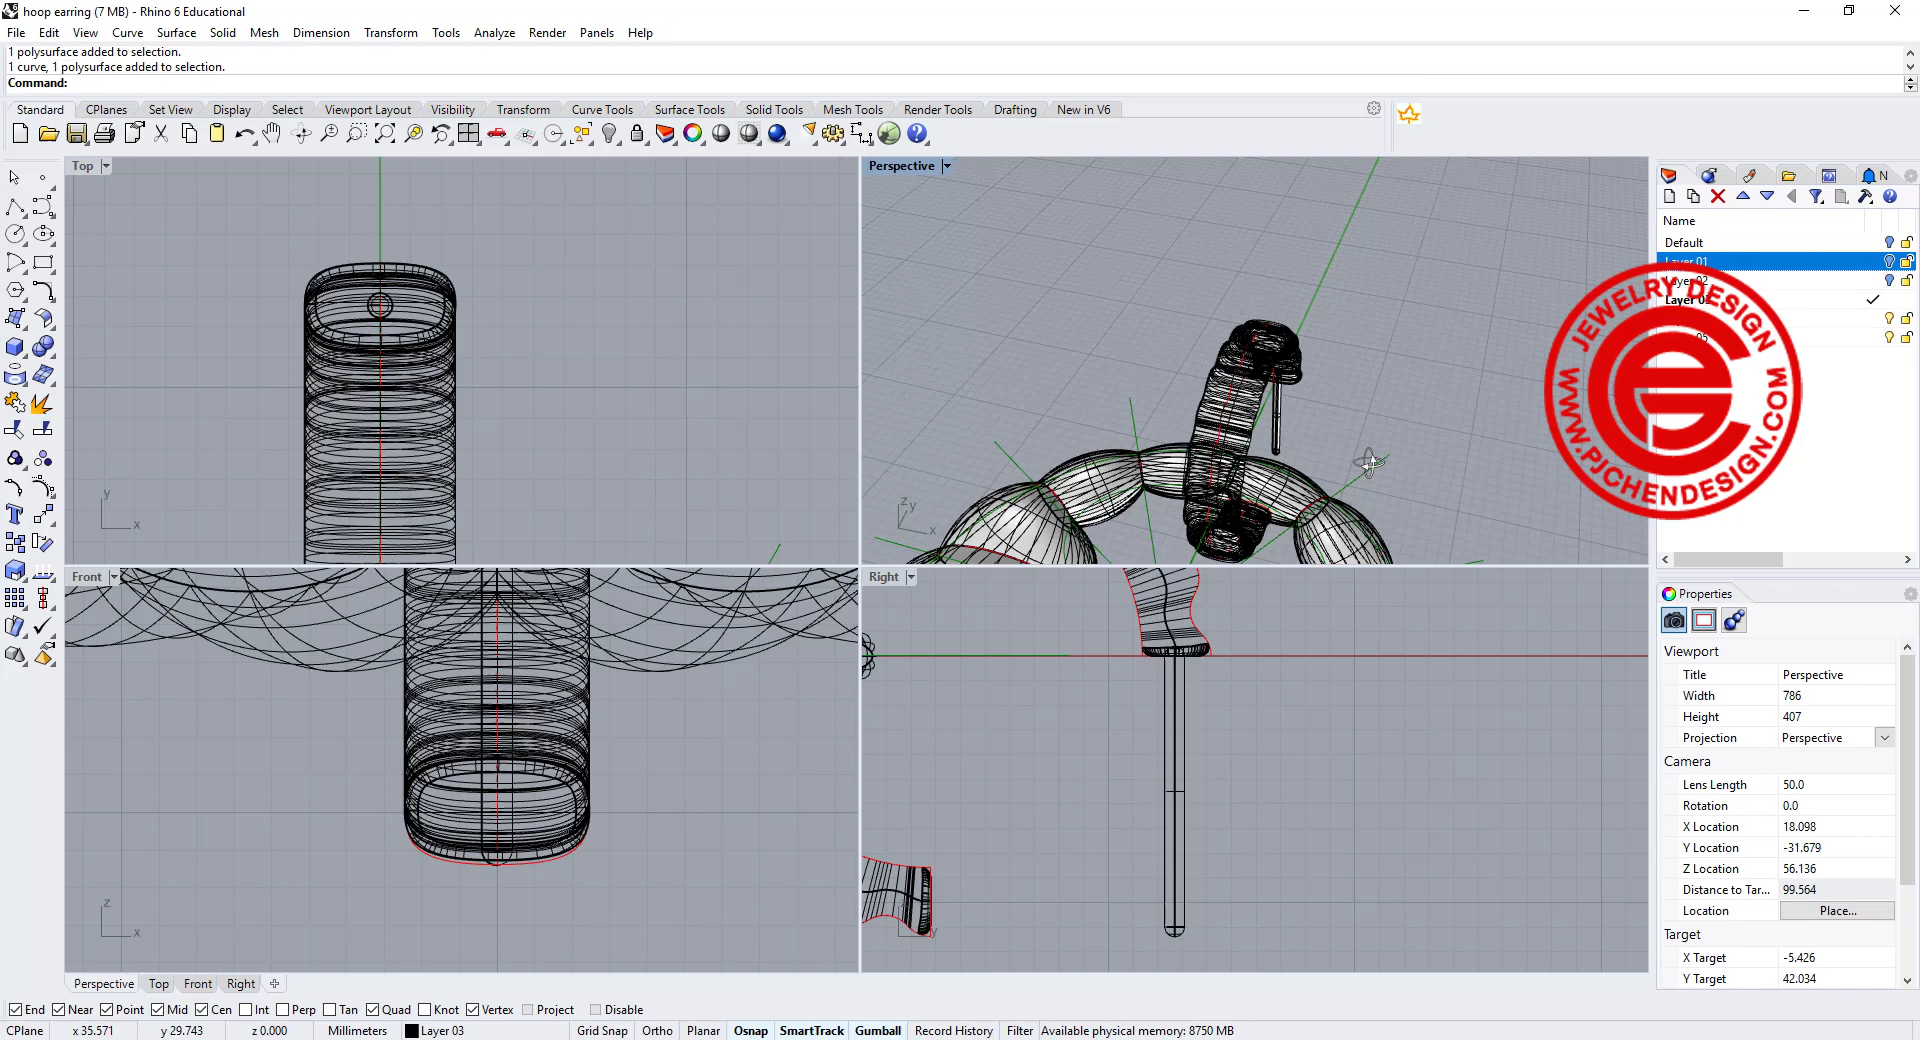 hoop earring (7 MB) - Rhino 6 Educational
File Edit View Curve Surface Solid Mesh Dimension Transform Tools Analyze Render Panels Help
1 polysurface added to selection.
1 curve, 1 polysurface added to selection.
Command:
Standard CPlanes Set View Display Select Viewport Layout Visibility Transform Curve Tools Surface Tools Solid Tools Mesh Tools Render Tools Drafting New in V6
Top
Perspective
N
Name
Default
Layer 01
JEWELRY DESIGN
WWW.PJCHENDESIGN.COM
y
x
z
y
x
Front
Right
Properties
Viewport
Title Perspective
Width 786
Height 407
Projection Perspective
Camera
Lens Length 50.0
Rotation 0.0
X Location 18.098
Y Location -31.679
Z Location 56.136
Distance to Tar... 99.564
Location Place...
Target
X Target -5.426
Y Target 42.034
z
x
y
Perspective Top Front Right
End Near Point Mid Cen Int Perp Tan Quad Knot Vertex Project Disable
CPlane x 35.571 y 29.743 z 0.000 Millimeters Layer 03 Grid Snap Ortho Planar Osnap SmartTrack Gumball Record History Filter Available physical memory: 8750 MB